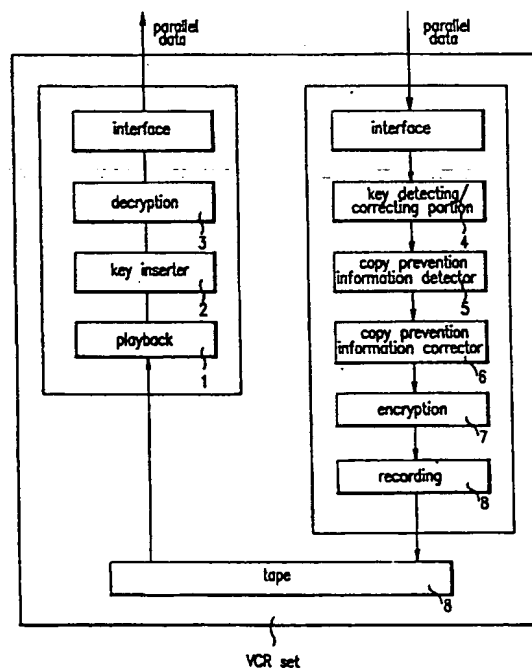 parallel
data
parallel
data
interface
decryption
3
key inserter
2
playback
1
interface
key detecting/
correcting portion
4
copy prevention
information detector
5
copy prevention
information corrector
6
encryption
7
recording
8
tape
8
VCR set